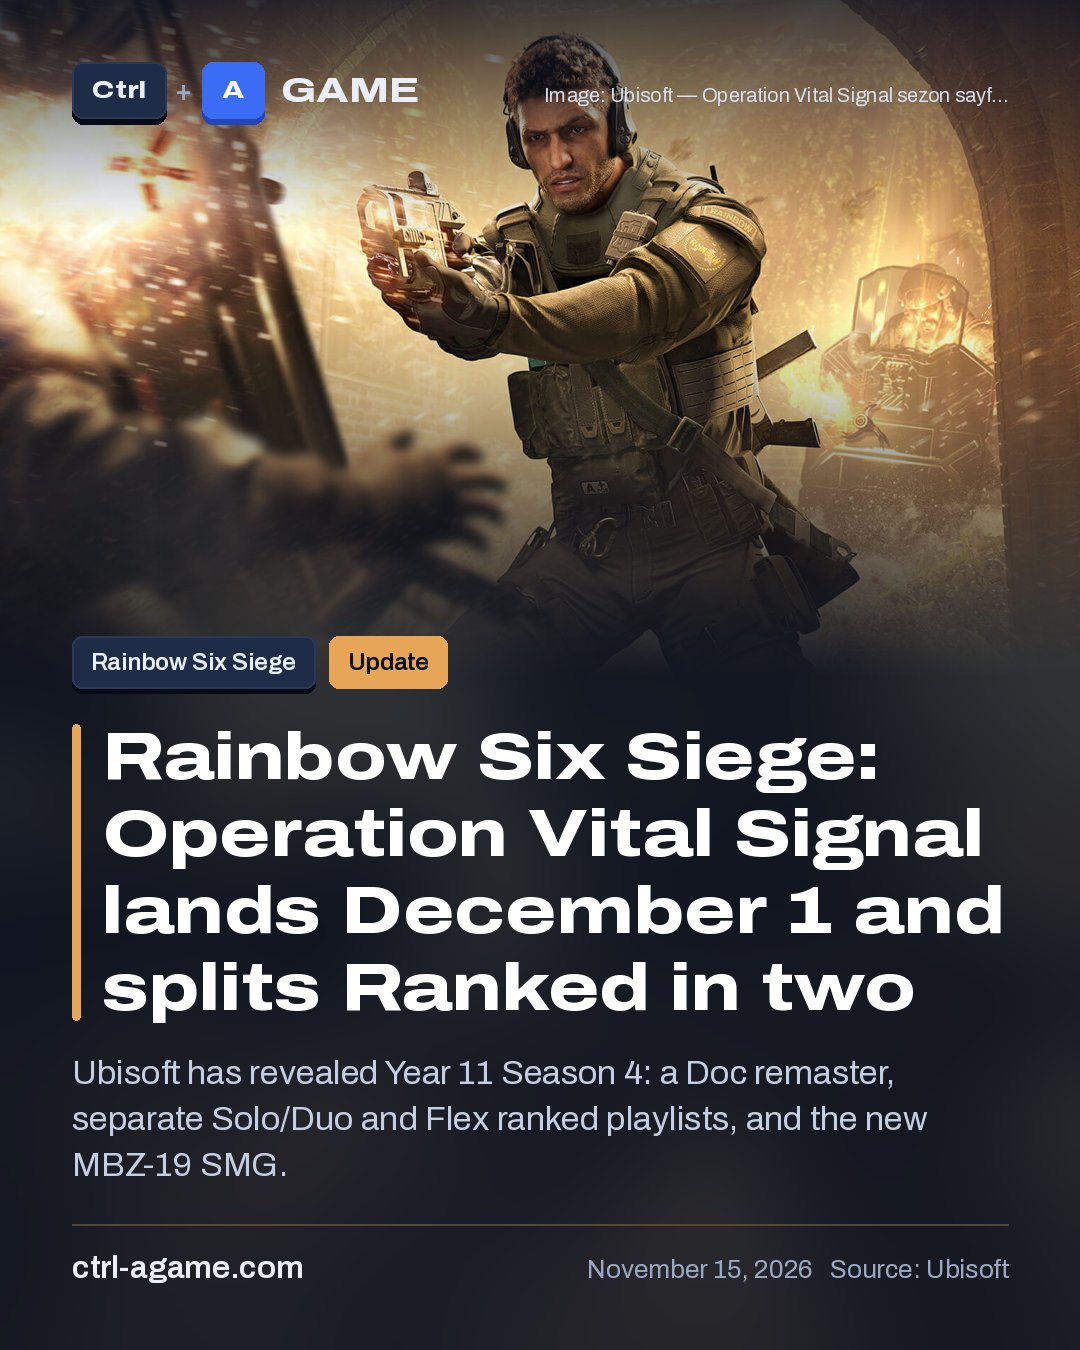 Ctrl + A GAME
Image: Ubisoft — Operation Vital Signal sezon sayf...
RAINBOW
Rainbow Six Siege
Update
Rainbow Six Siege:
Operation Vital Signal
lands December 1 and
splits Ranked in two
Ubisoft has revealed Year 11 Season 4: a Doc remaster,
separate Solo/Duo and Flex ranked playlists, and the new
MBZ-19 SMG.
ctrl-agame.com
November 15, 2026 Source: Ubisoft